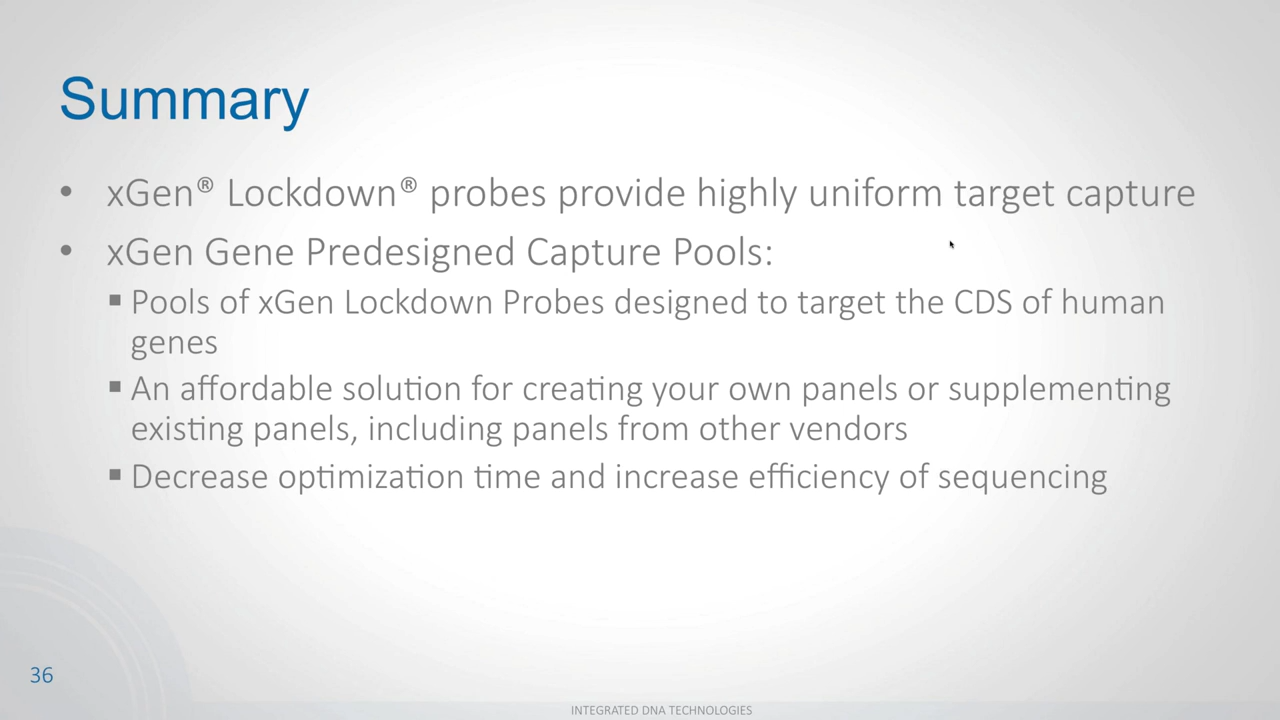 Summary
• xGen® Lockdown® probes provide highly uniform target capture
• xGen Gene Predesigned Capture Pools:
▪ Pools of xGen Lockdown Probes designed to target the CDS of human
genes
▪ An affordable solution for creating your own panels or supplementing
existing panels, including panels from other vendors
▪ Decrease optimization time and increase efficiency of sequencing
36
INTEGRATED DNA TECHNOLOGIES